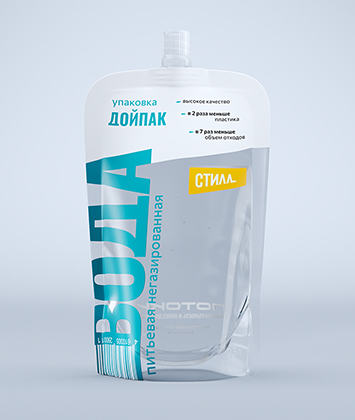 упаковка
ДОЙПАК
высокое качество
в 2 раза меньше
пластика
в 7 раз меньше
объем отходов
СТИЛЛ
ВОДА
питьевая негазированная